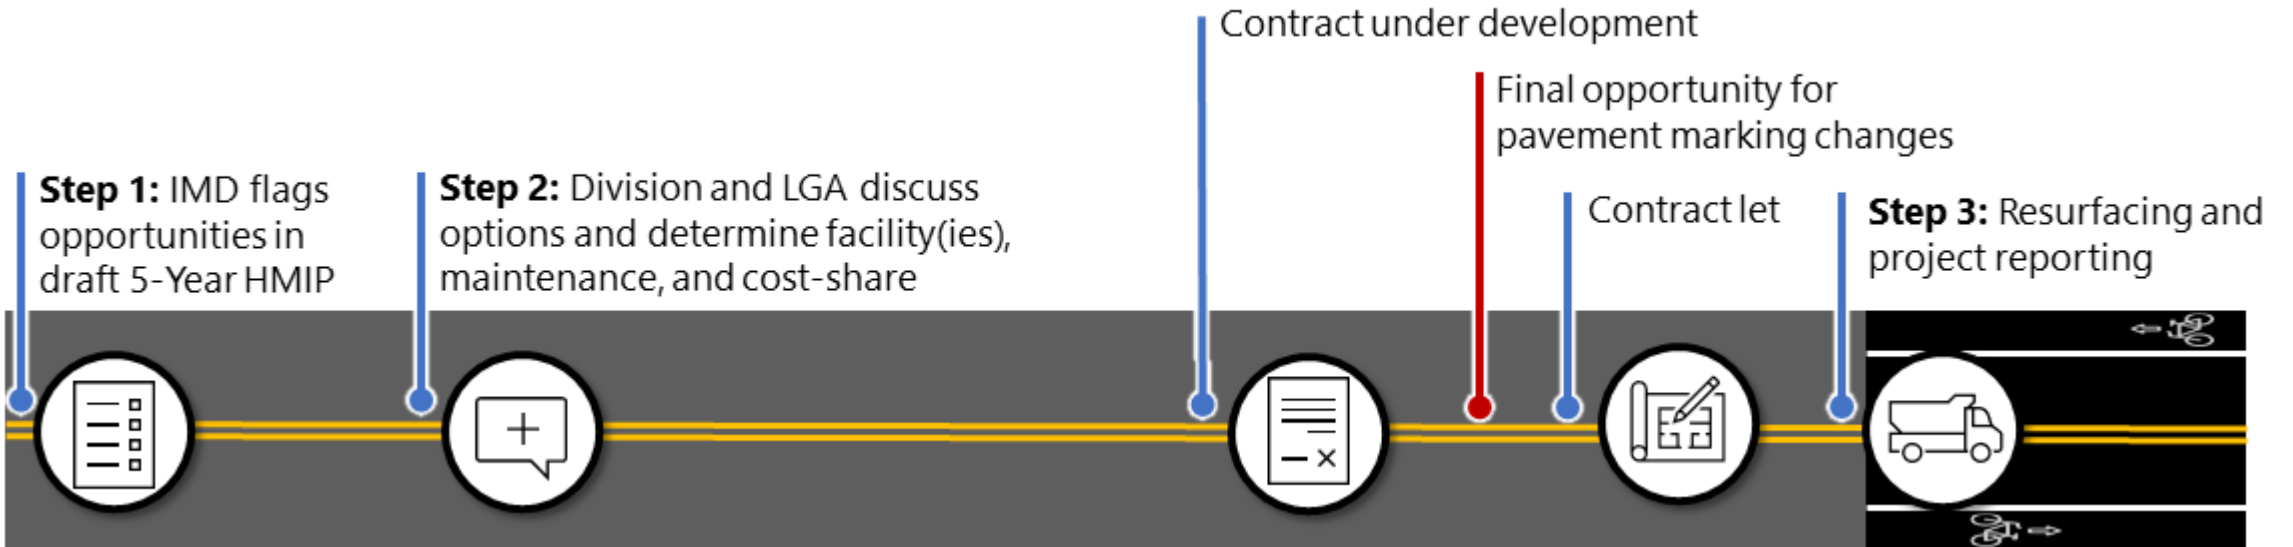 Contract under development
Final opportunity for
pavement marking changes
Step 1: IMD flags
opportunities in
draft 5-Year HMIP
Step 2: Division and LGA discuss
options and determine facility(ies),
maintenance, and cost-share
Contract let
Step 3: Resurfacing and
project reporting